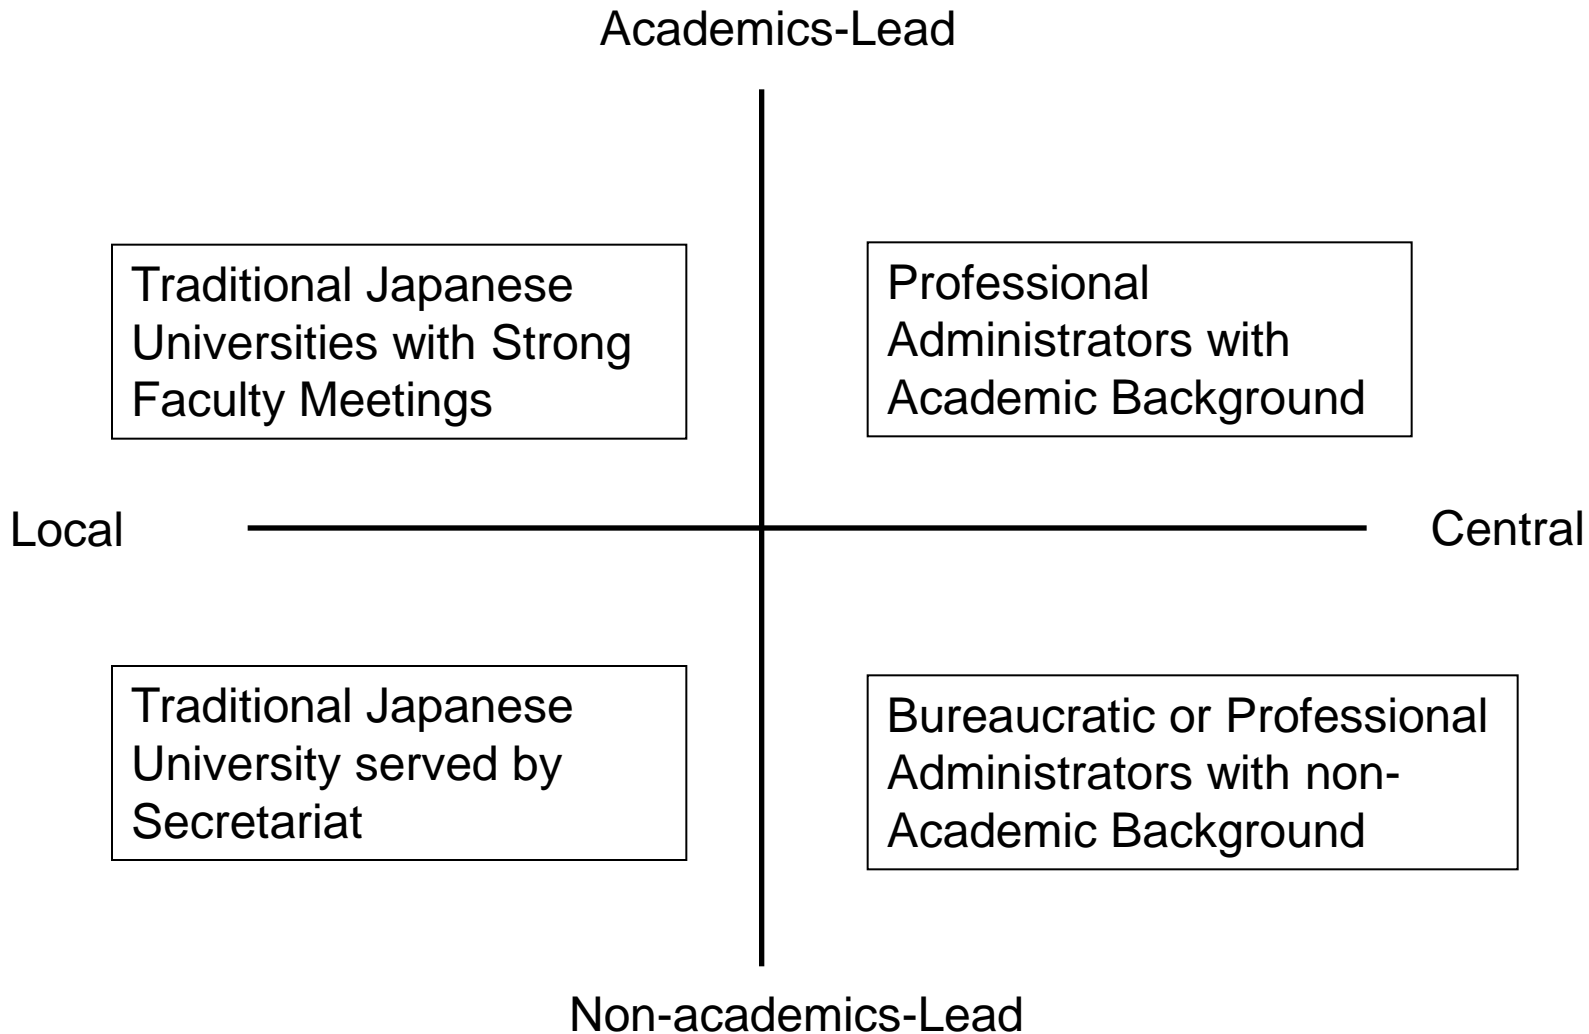 Academics-Lead
Traditional Japanese
Universities with Strong
Faculty Meetings
Professional
Administrators with
Academic Background
Local
Central
Traditional Japanese
University served by
Secretariat
Bureaucratic or Professional
Administrators with non-
Academic Background
Non-academics-Lead